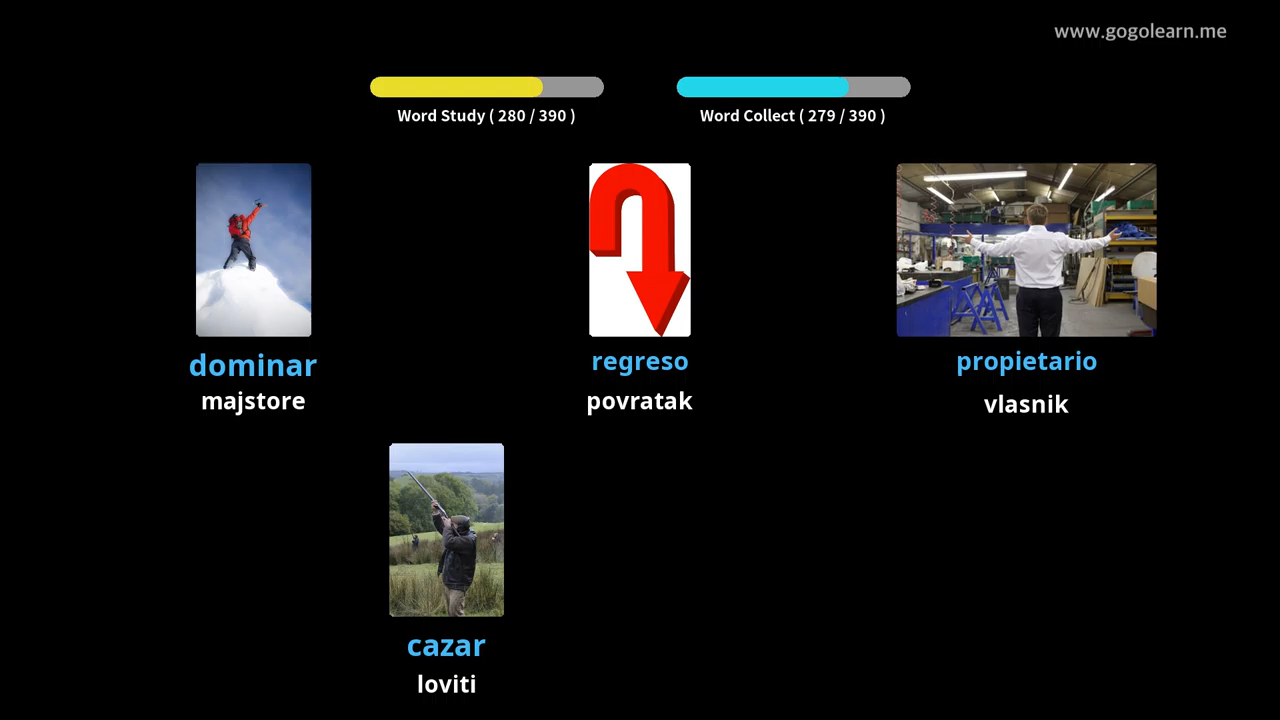 www.gogolearn.me
Word Study ( 280 / 390 )
Word Collect ( 279 / 390 )
dominar
majstore
regreso
povratak
propietario
vlasnik
cazar
loviti